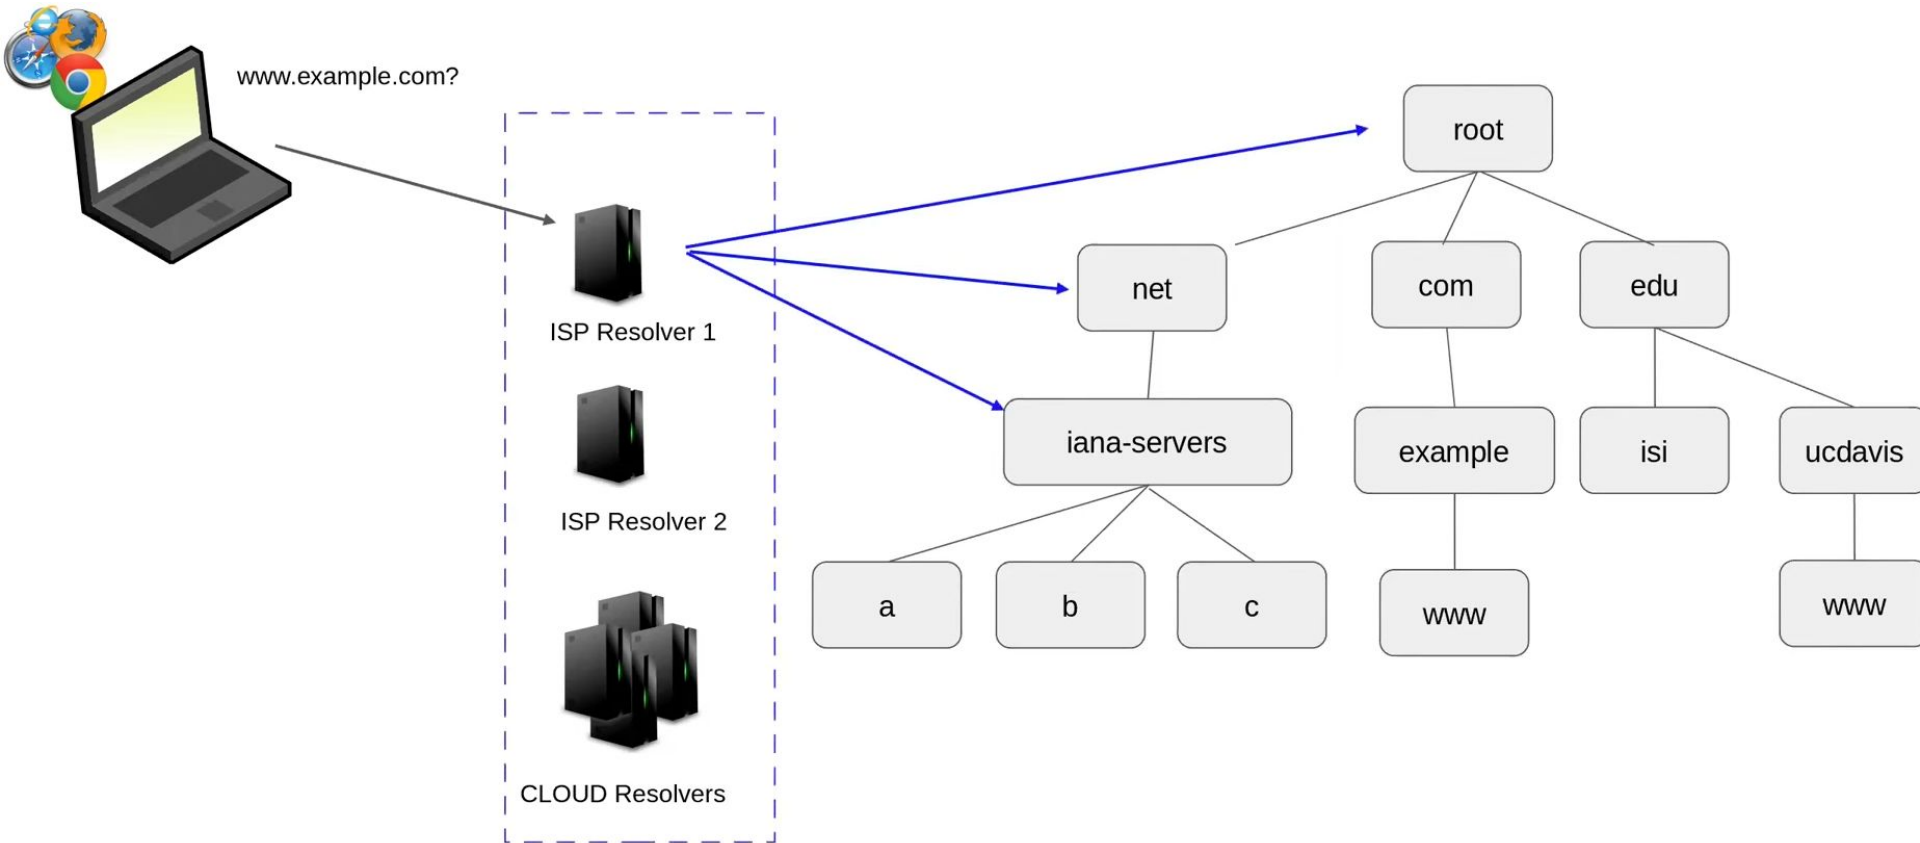 www.example.com?
root
net
com
edu
ISP Resolver 1
iana-servers
example
isi
ucdavis
ISP Resolver 2
a
b
c
www
www
CLOUD Resolvers